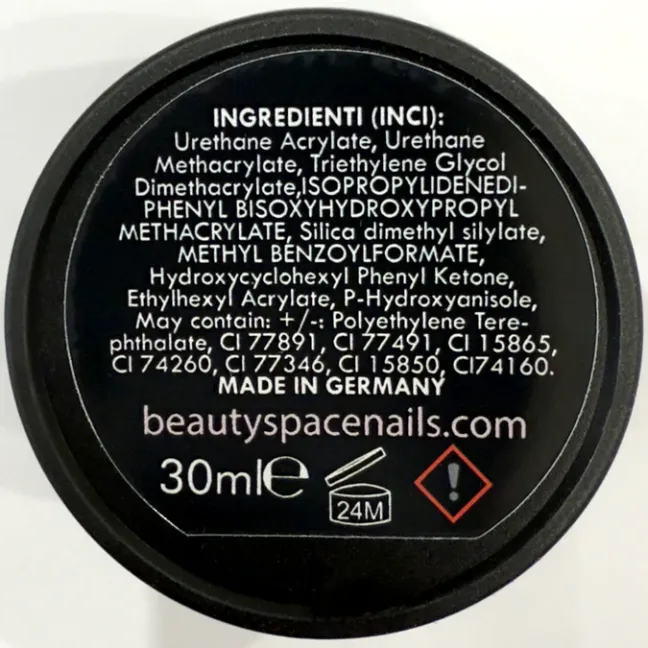 INGREDIENTI (INCI):
Urethane Acrylate, Urethane
Methacrylate, Triethylene Glycol
Dimethacrylate,ISOPROPYLIDENEDI-
PHENYL BISOXYHYDROXYPROPYL
METHACRYLATE, Silica dimethyl silylate,
METHYL BENZOYLFORMATE,
Hydroxycyclohexyl Phenyl Ketone,
Ethylhexyl Acrylate, P-Hydroxyanisole,
May contain: +/-: Polyethylene Tere-
phthalate, CI 77891, CI 77491, CI 15865,
CI 74260, CI 77346, CI 15850, CI74160.
MADE IN GERMANY
beautyspacenails.com
30ml℮ 24M !